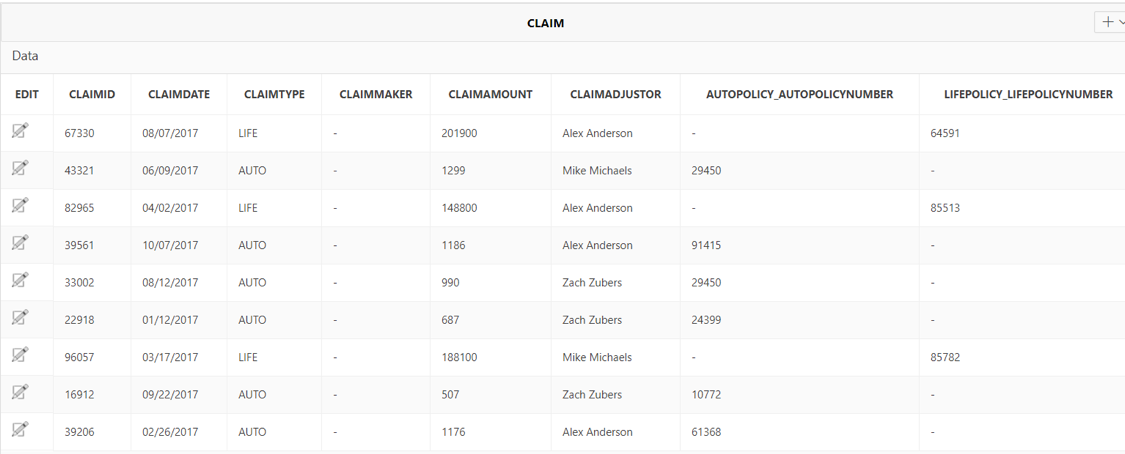 CLAIM
Data
EDIT CLAIMID CLAIMDATE CLAIMTYPE CLAIMMAKER CLAIMAMOUNT CLAIMADJUSTOR AUTOPOLICY_AUTOPOLICYNUMBER LIFEPOLICY_LIFEPOLICYNUMBER
67330 08/07/2017 LIFE - 201900 Alex Anderson - 64591
43321 06/09/2017 AUTO - 1299 Mike Michaels 29450 -
82965 04/02/2017 LIFE - 148800 Alex Anderson - 85513
39561 10/07/2017 AUTO - 1186 Alex Anderson 91415 -
33002 08/12/2017 AUTO - 990 Zach Zubers 29450 -
22918 01/12/2017 AUTO - 687 Zach Zubers 24399 -
96057 03/17/2017 LIFE - 188100 Mike Michaels - 85782
16912 09/22/2017 AUTO - 507 Zach Zubers 10772 -
39206 02/26/2017 AUTO - 1176 Alex Anderson 61368 -